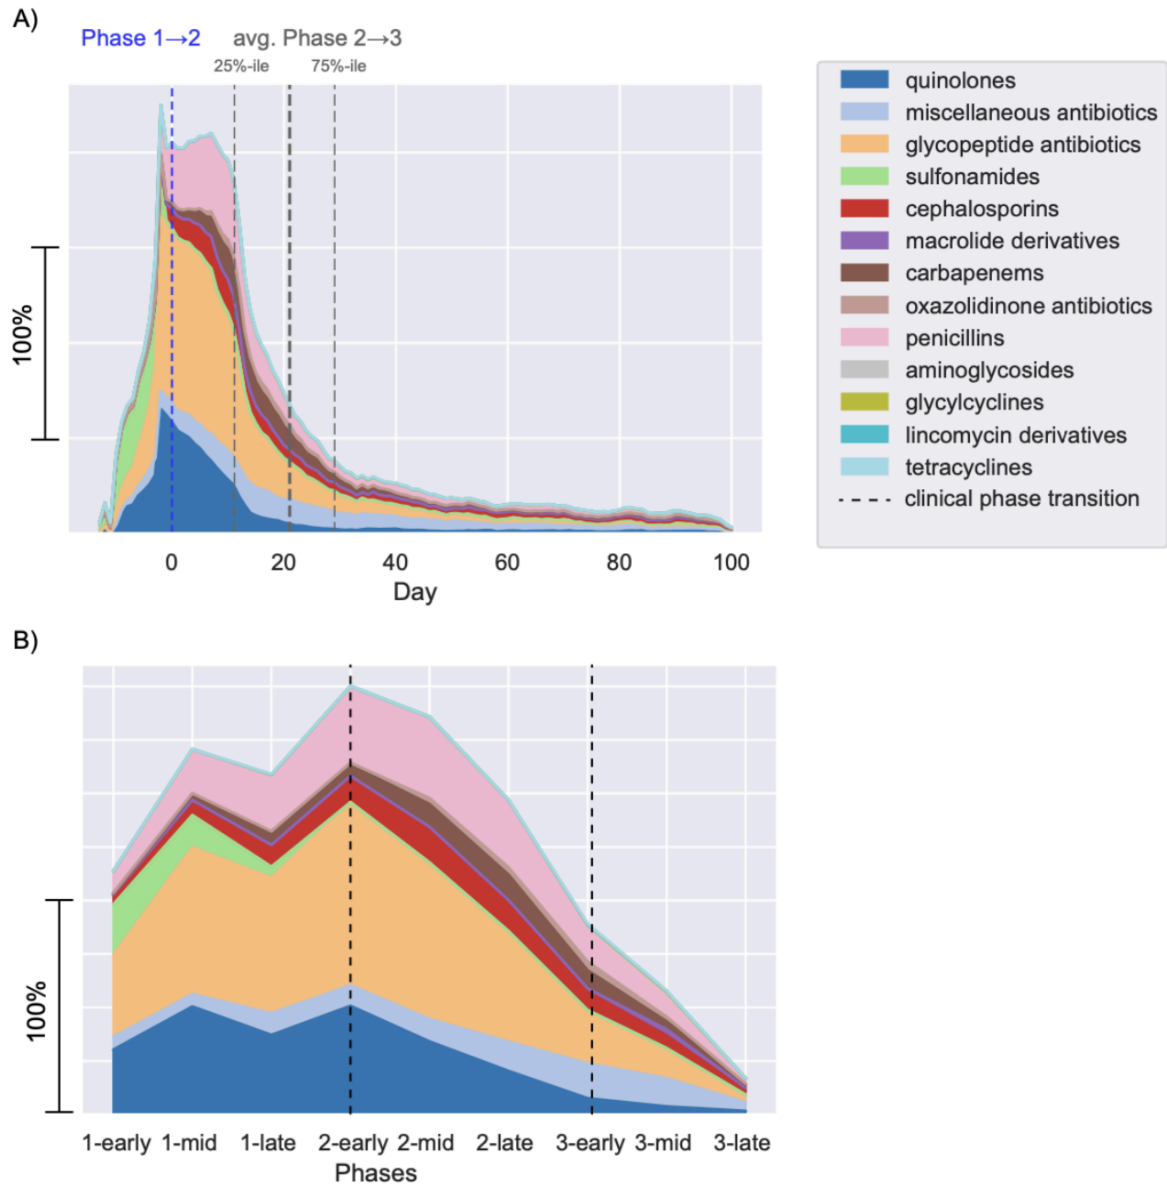 A)
Phase 1→2 avg. Phase 2→3
25%-ile 75%-ile
100%
0 20 40 60 80 100
Day
quinolones
miscellaneous antibiotics
glycopeptide antibiotics
sulfonamides
cephalosporins
macrolide derivatives
carbapenems
oxazolidinone antibiotics
penicillins
aminoglycosides
glycylcyclines
lincomycin derivatives
tetracyclines
clinical phase transition
B)
100%
1-early 1-mid 1-late 2-early 2-mid 2-late 3-early 3-mid 3-late
Phases